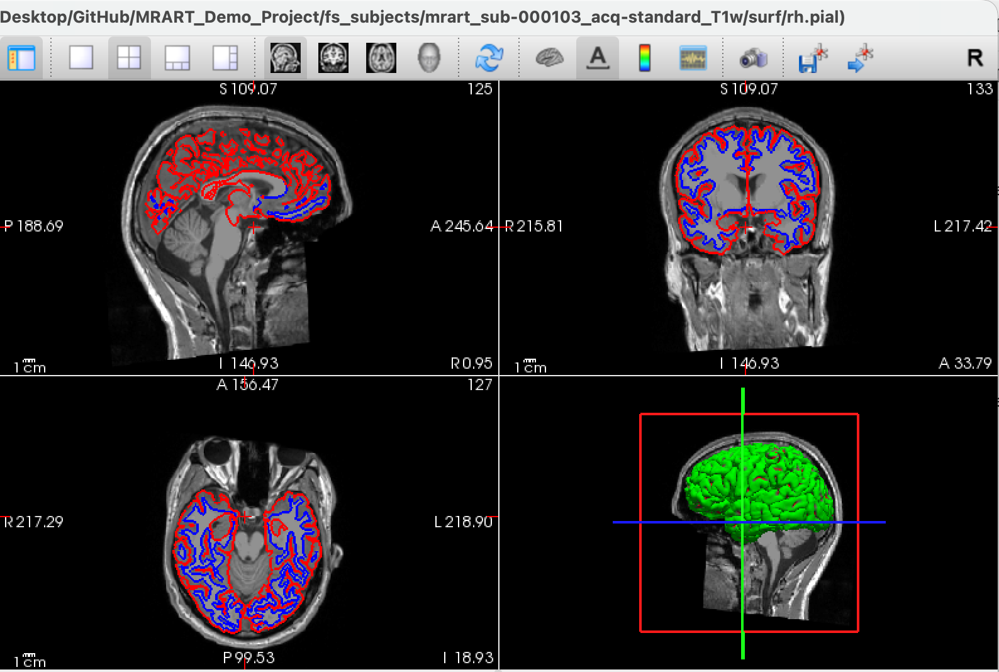 Desktop/GitHub/MRART_Demo_Project/fs_subjects/mrart_sub-000103_acq-standard_T1w/surf/rh.pial)
A
R
S 109.07
125
P 188.69
A 245.64
1 cm
I 146.93
R 0.95
S 109.07
133
R 215.81
L 217.42
1 cm
I 146.93
A 33.79
A 156.47
127
R 217.29
L 218.90
1 cm
P 99.53
I 18.93